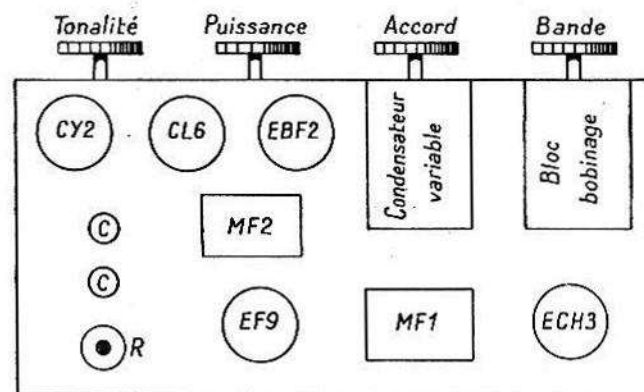 Tonalité Puissance Accord Bande
CY2 CL6 EBF2
Condensateur
variable
Bloc
bobinage
C
MF2
C
EF9 MF1 ECH3
R